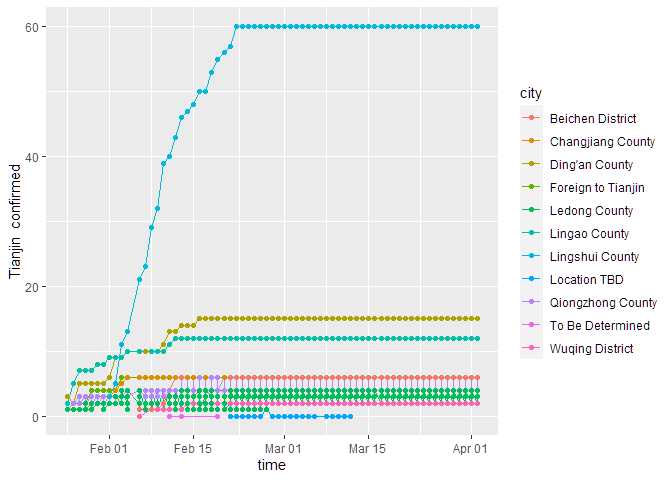 60
40
20
0
Tianjin confirmed
Feb 01 Feb 15 Mar 01 Mar 15 Apr 01
time
city
Beichen District
Changjiang County
Ding'an County
Foreign to Tianjin
Ledong County
Lingao County
Lingshui County
Location TBD
Qiongzhong County
To Be Determined
Wuqing District